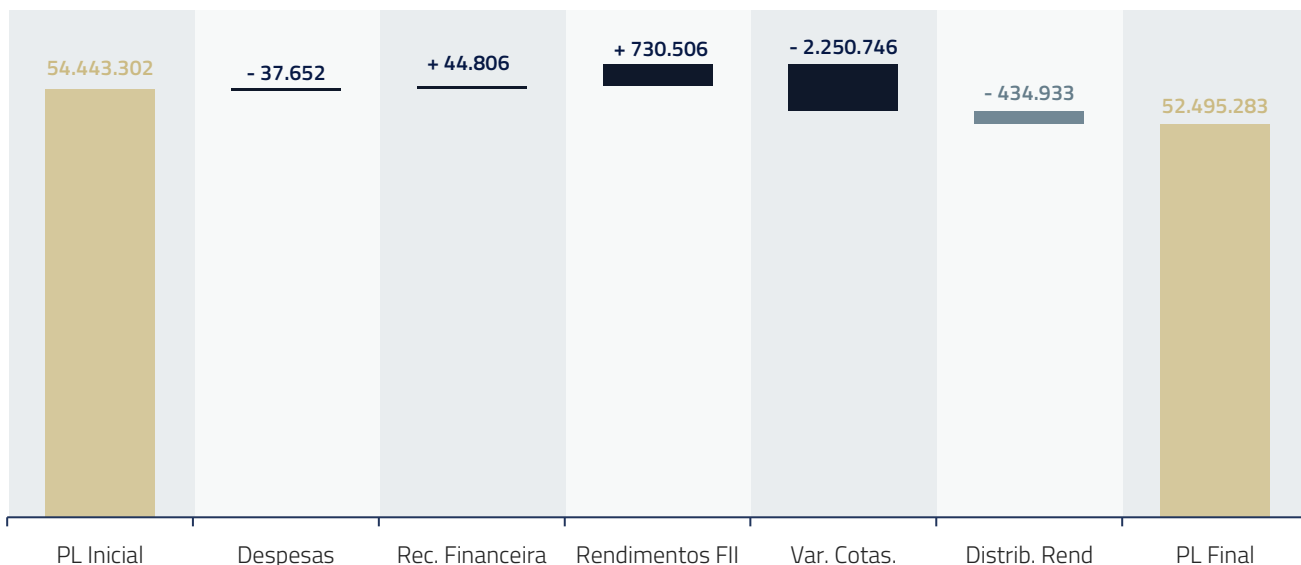 54.443.302
- 37.652
+ 44.806
+ 730.506
- 2.250.746
- 434.933
52.495.283
PL Inicial
Despesas
Rec. Financeira
Rendimentos FII
Var. Cotas.
Distrib. Rend
PL Final